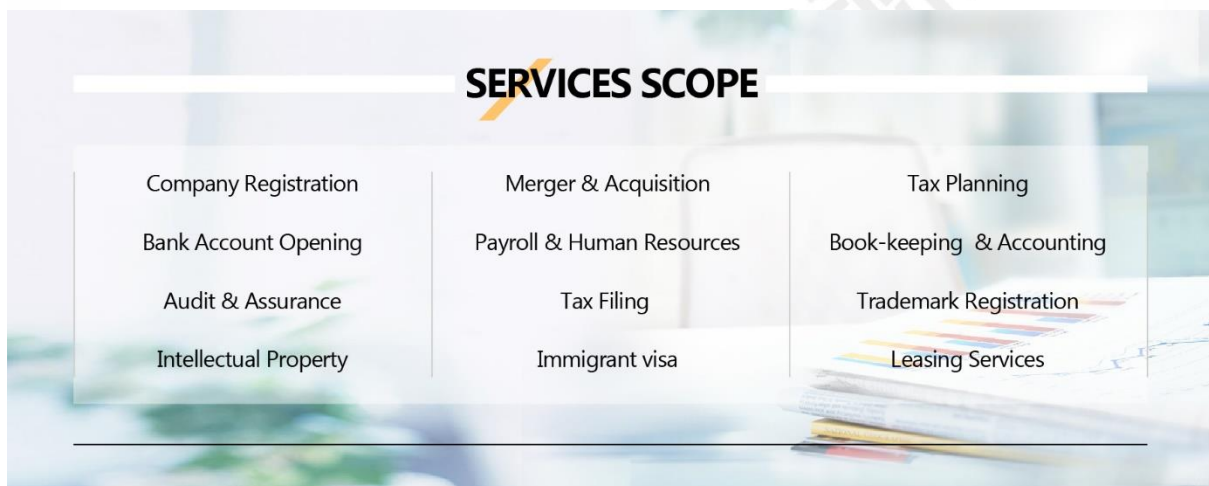 SERVICES SCOPE
Company Registration
Merger & Acquisition
Tax Planning
Bank Account Opening
Payroll & Human Resources
Book-keeping & Accounting
Audit & Assurance
Tax Filing
Trademark Registration
Intellectual Property
Immigrant visa
Leasing Services